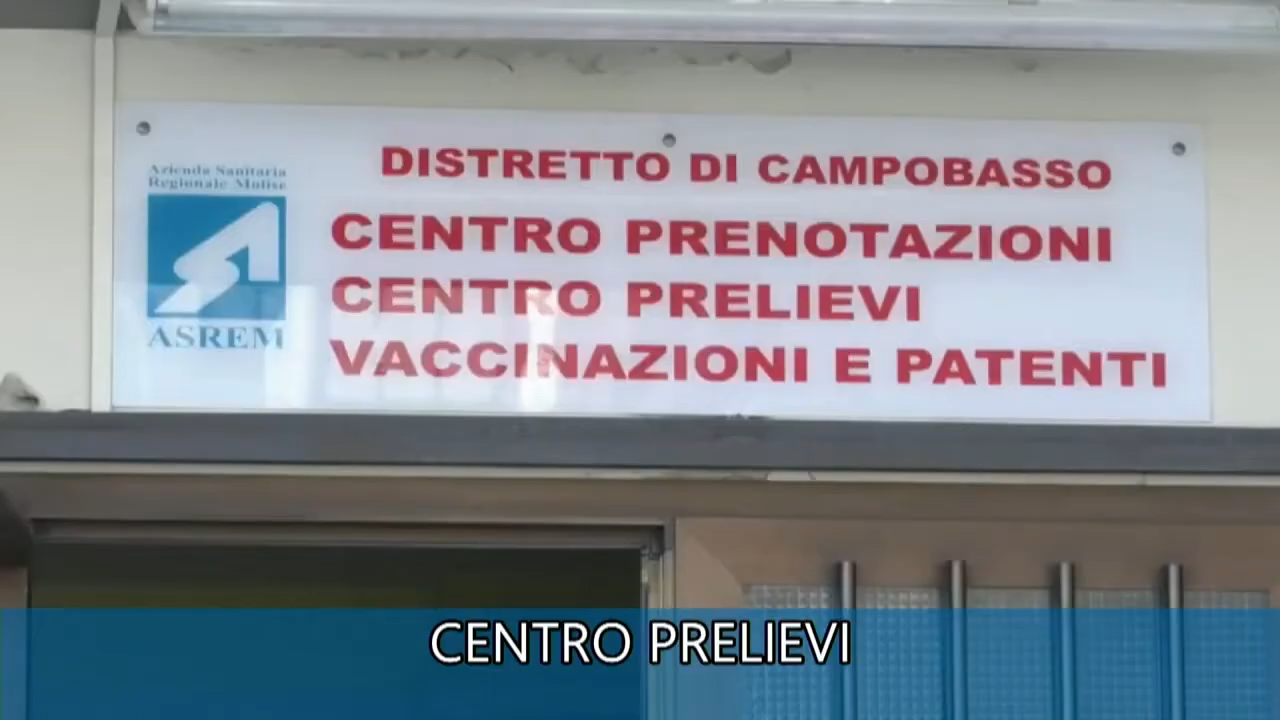 Azienda Sanitaria
Regionale Molise
ASREM
DISTRETTO DI CAMPOBASSO
CENTRO PRENOTAZIONI
CENTRO PRELIEVI
VACCINAZIONI E PATENTI
CENTRO PRELIEVI